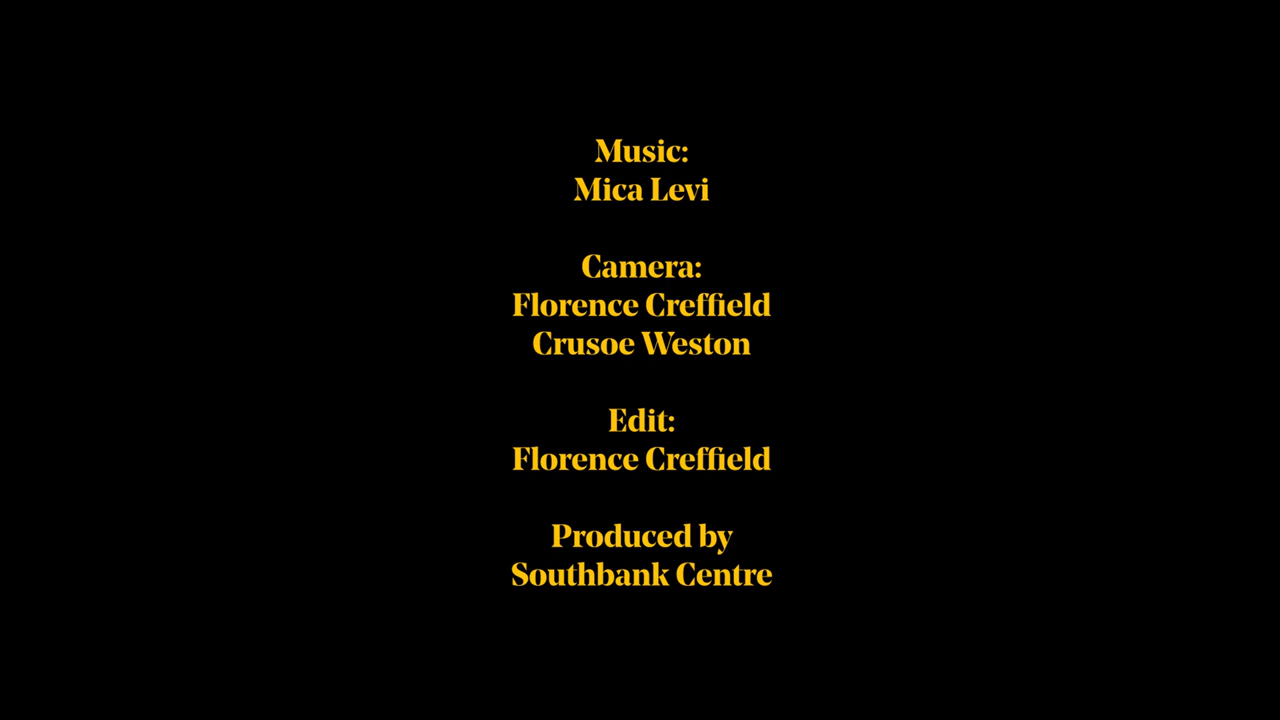 Music:
Mica Levi
Camera:
Florence Creffield
Crusoe Weston
Edit:
Florence Creffield
Produced by
Southbank Centre